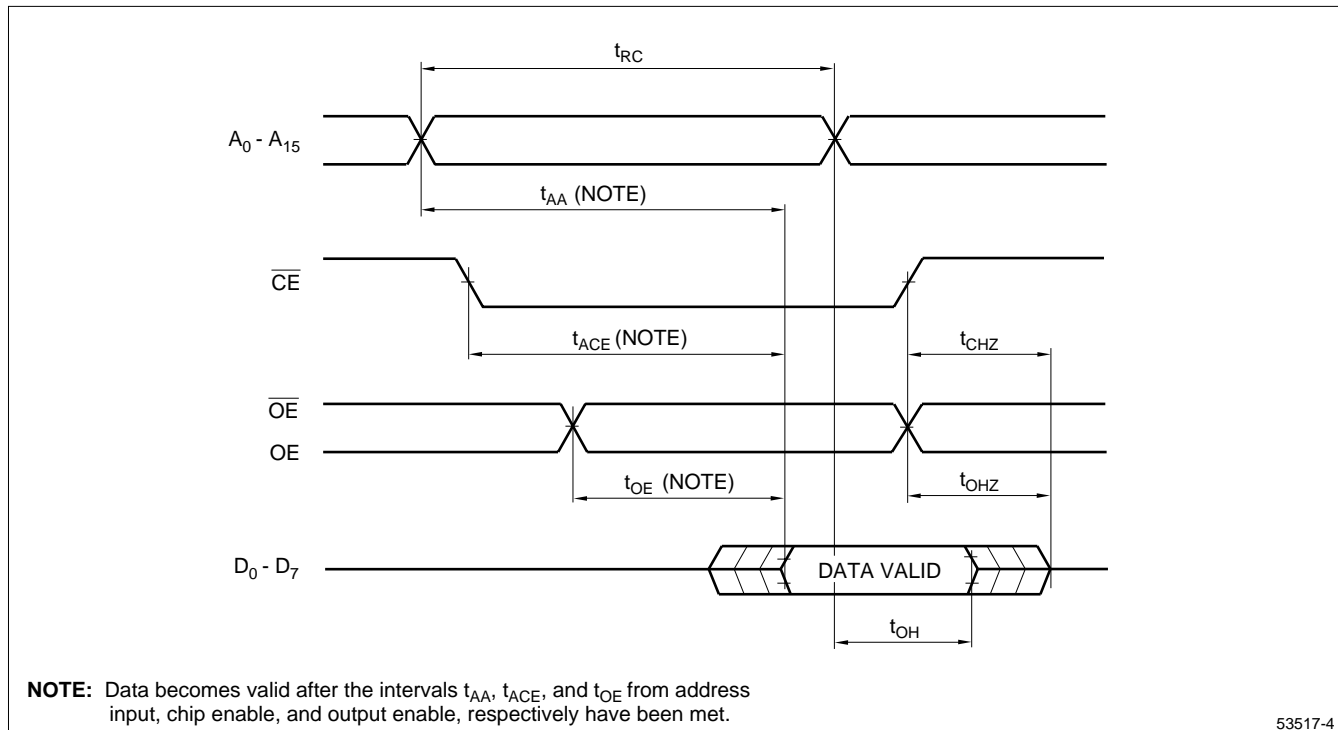 tRC
A0 - A15
tAA (NOTE)
CE
tACE (NOTE)
tCHZ
OE
OE
tOE (NOTE)
tOHZ
D0 - D7
DATA VALID
tOH
NOTE: Data becomes valid after the intervals tAA, tACE, and tOE from address
input, chip enable, and output enable, respectively have been met.
53517-4